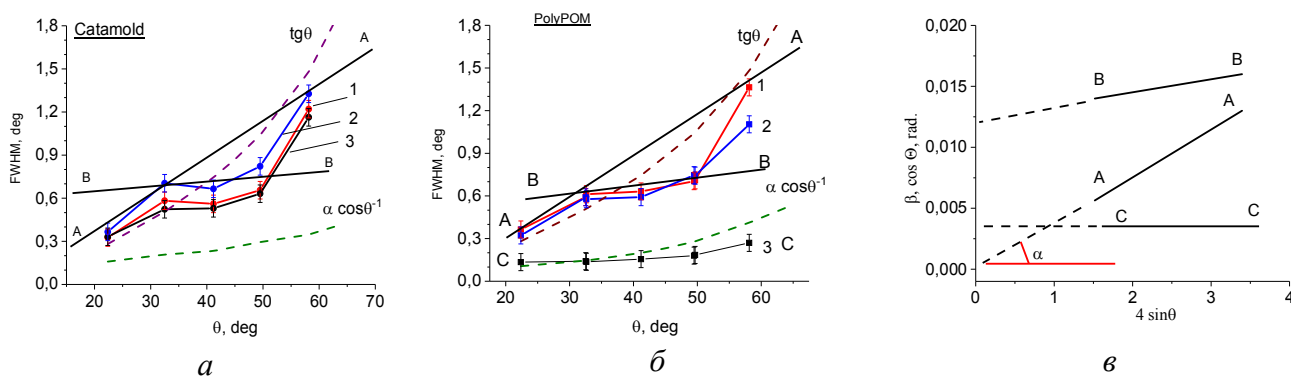 Catamold
FWHM, deg
1,8
1,5
1,2
0,9
0,6
0,3
0,0
tgθ
A
1
2
3
B
B
α cosθ⁻¹
A
20 30 40 50 60 70
θ, deg
а
PolyPOM
FWHM, deg
1,8
1,5
1,2
0,9
0,6
0,3
0,0
tgθ
A
1
2
B
B
α cosθ⁻¹
A
C
3 C
20 30 40 50 60
θ, deg
б
β, cos Θ, rad.
0,020
0,015
0,010
0,005
0,000
B
B
A
A
C
C
α
0 1 2 3 4
4 sinθ
в